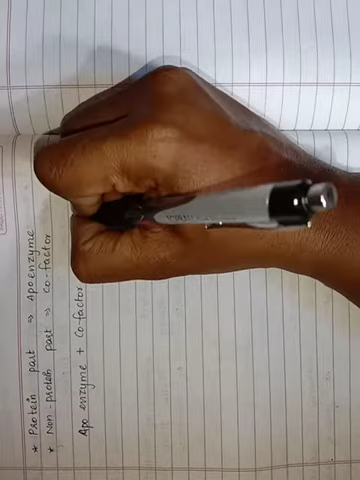 * Protein part ⇒ Apoenzyme
* Non-protein part ⇒ co-factor
Apo enzyme + Co-factor